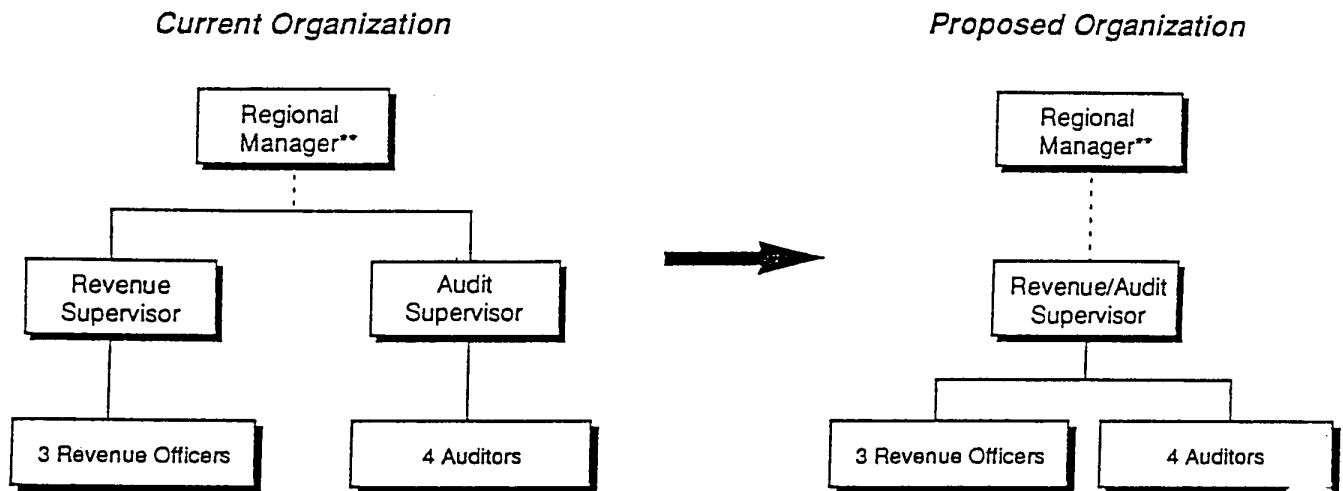 Current Organization
Regional
Manager**
Revenue
Supervisor
Audit
Supervisor
3 Revenue Officers
4 Auditors
Proposed Organization
Regional
Manager**
Revenue/Audit
Supervisor
3 Revenue Officers
4 Auditors